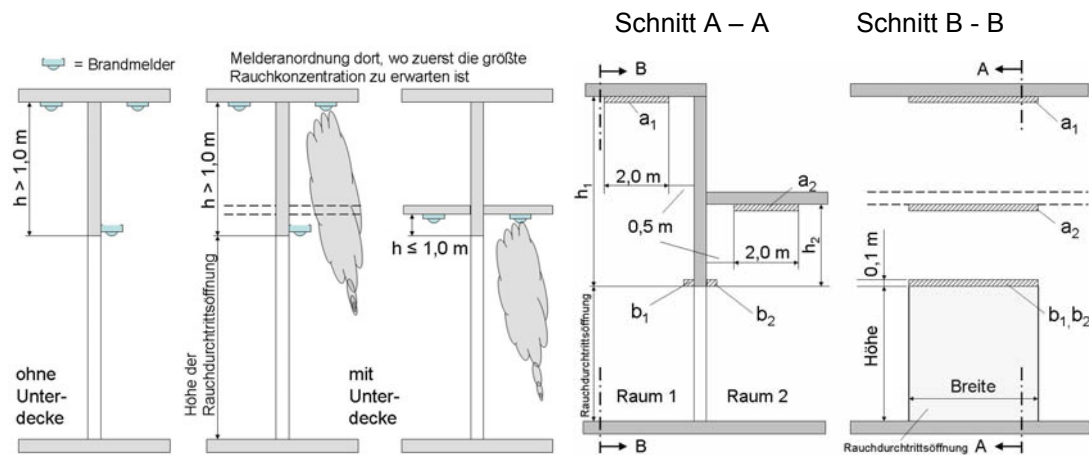 Schnitt A – A
Schnitt B - B
= Brandmelder
Melderanordnung dort, wo zuerst die größte
Rauchkonzentration zu erwarten ist
h > 1,0 m
h > 1,0 m
h ≤ 1,0 m
Höhe der
Rauchdurchtrittsöffnung
ohne
Unter-
decke
mit
Unter-
decke
B
a₁
h₁
2,0 m
a₂
0,5 m
2,0 m
h₂
b₁
b₂
Rauchdurchtrittsöffnung
Raum 1
Raum 2
B
A
a₁
a₂
0,1 m
b₁,b₂
Höhe
Breite
Rauchdurchtrittsöffnung
A